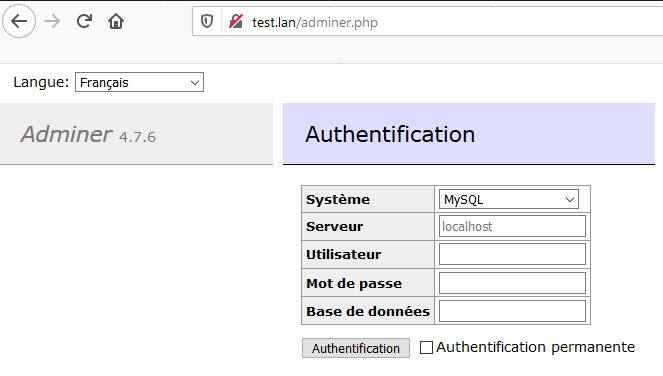 test.lan/adminer.php
Langue: Français
Adminer 4.7.6
Authentification
Système MySQL
Serveur localhost
Utilisateur
Mot de passe
Base de données
Authentification Authentification permanente